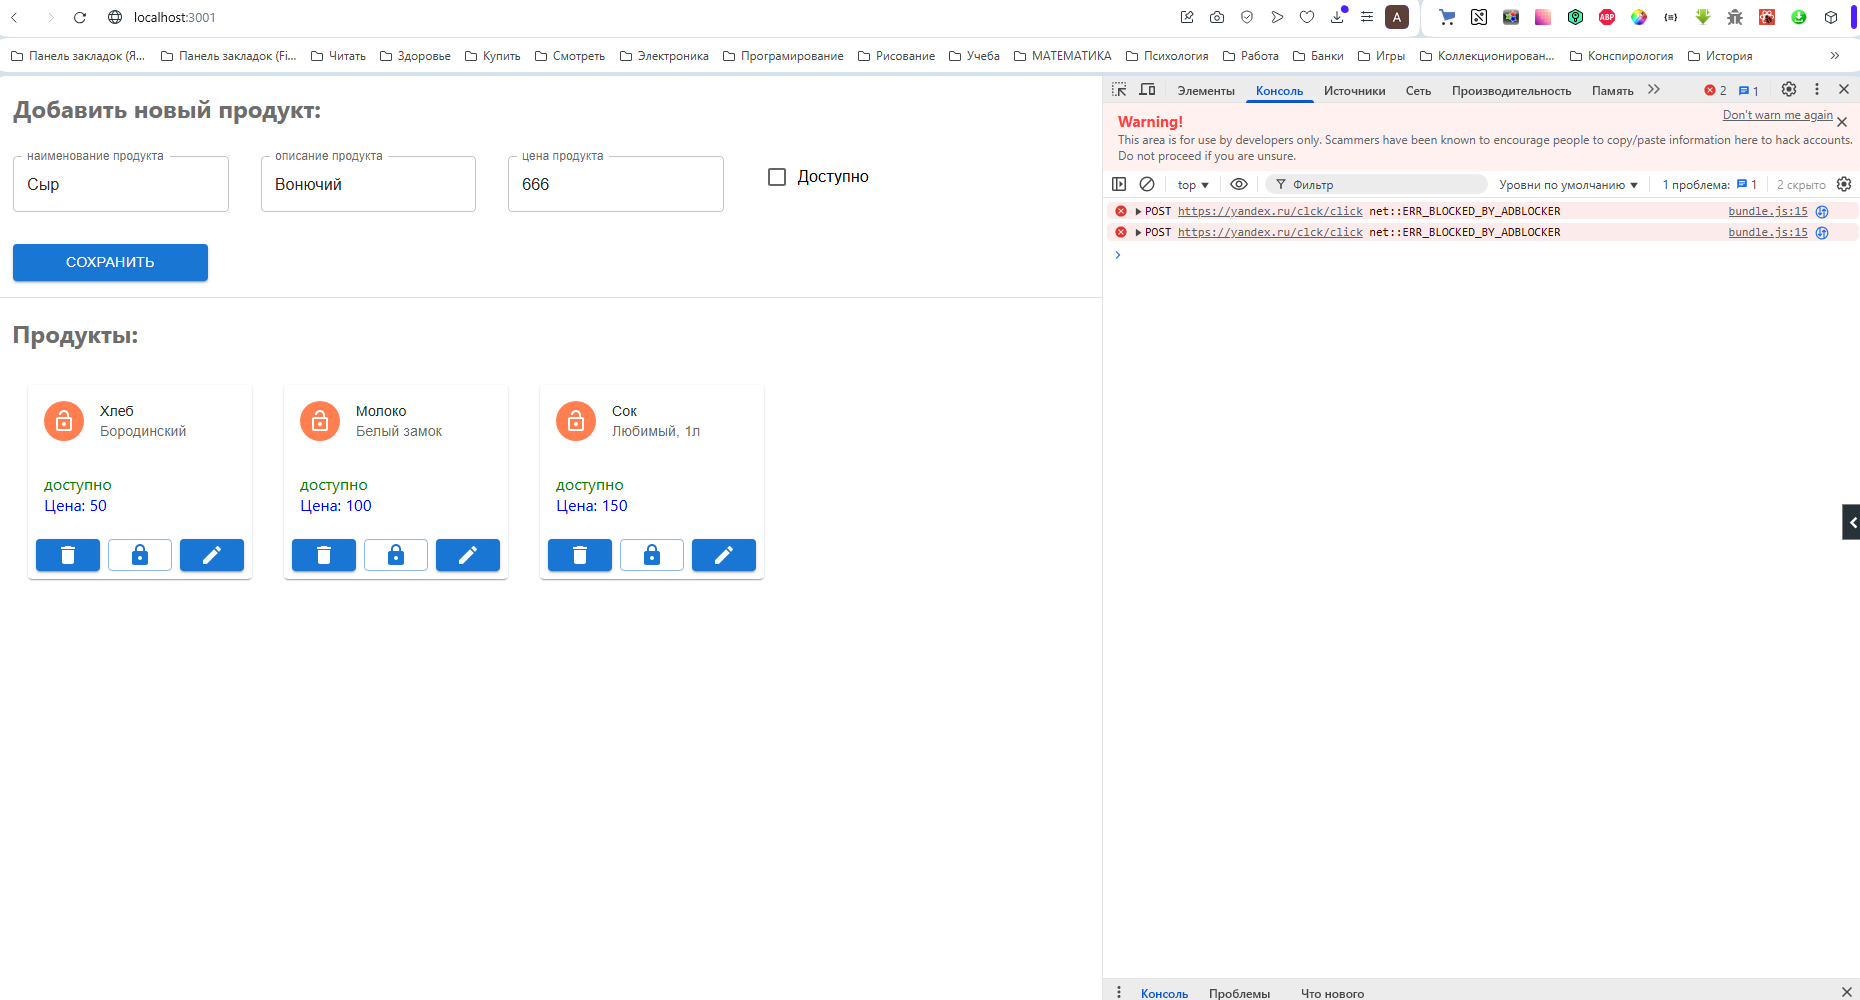 localhost:3001
A
ABP
Панель закладок (Я...
Панель закладок (Fi...
Читать
Здоровье
Купить
Смотреть
Электроника
Программирование
Рисование
Учеба
МАТЕМАТИКА
Психология
Работа
Банки
Игры
Коллекционирован...
Конспирология
История
Добавить новый продукт:
наименование продукта
Сыр
описание продукта
Вонючий
цена продукта
666
Доступно
СОХРАНИТЬ
Продукты:
Хлеб
Бородинский
доступно
Цена: 50
Молоко
Белый замок
доступно
Цена: 100
Сок
Любимый, 1л
доступно
Цена: 150
Элементы
Консоль
Источники
Сеть
Производительность
Память
2
1
Warning!
Don't warn me again
This area is for use by developers only. Scammers have been known to encourage people to copy/paste information here to hack accounts.
Do not proceed if you are unsure.
top
Фильтр
Уровни по умолчанию
1 проблема: 1
2 скрыто
POST https://yandex.ru/clck/click net::ERR_BLOCKED_BY_ADBLOCKER bundle.js:15
POST https://yandex.ru/clck/click net::ERR_BLOCKED_BY_ADBLOCKER bundle.js:15
Консоль
Проблемы
Что нового